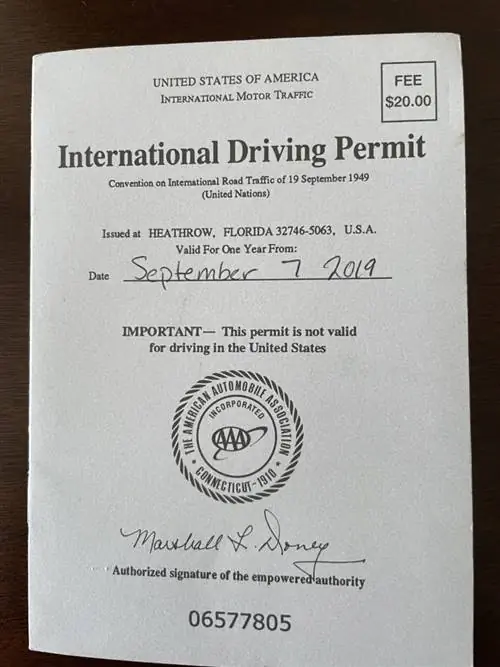 UNITED STATES OF AMERICA
INTERNATIONAL MOTOR TRAFFIC
FEE
$20.00
International Driving Permit
Convention on International Road Traffic of 19 September 1949
(United Nations)
Issued at HEATHROW, FLORIDA 32746-5063, U.S.A.
Valid For One Year From:
Date September 7 2019
IMPORTANT— This permit is not valid
for driving in the United States
THE AMERICAN AUTOMOBILE ASSOCIATION
INCORPORATED
AAA
CONNECTICUT-1910
Marshall L. Doney
Authorized signature of the empowered authority
06577805